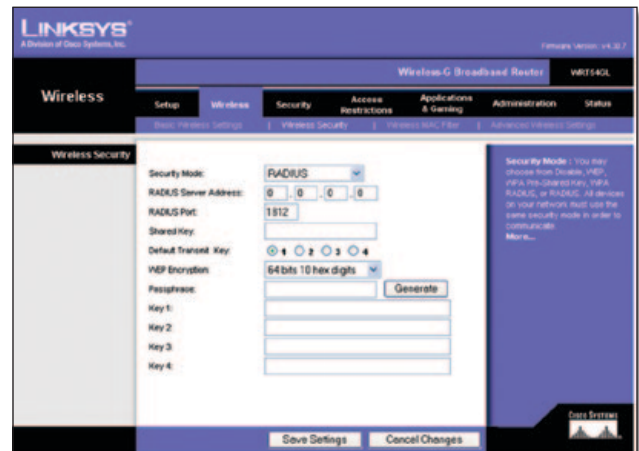 LINKSYS®
A Division of Cisco Systems, Inc.
Firmware Version: v4.30.7
Wireless-G Broadband Router WRT54GL
Wireless
Setup Wireless Security Access Restrictions Applications & Gaming Administration Status
Basic Wireless Settings | Wireless Security | Wireless MAC Filter | Advanced Wireless Settings
Wireless Security
Security Mode: RADIUS
RADIUS Server Address: 0 . 0 . 0 . 0
RADIUS Port: 1812
Shared Key:
Default Transmit Key: 1 2 3 4
WEP Encryption: 64 bits 10 hex digits
Passphrase: Generate
Key 1:
Key 2:
Key 3:
Key 4:
Security Mode : You may
choose from Disable, WEP,
WPA Pre-Shared Key, WPA
RADIUS, or RADIUS. All devices
on your network must use the
same security mode in order to
communicate.
More...
Save Settings Cancel Changes
Cisco Systems